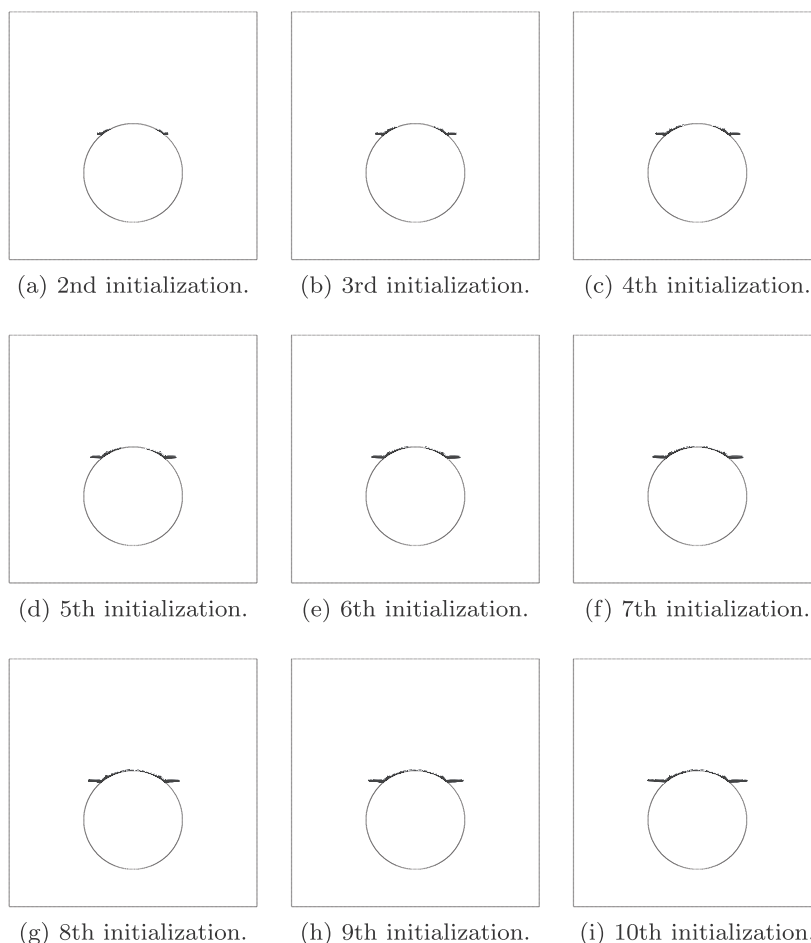 (a) 2nd initialization.
(b) 3rd initialization.
(c) 4th initialization.
(d) 5th initialization.
(e) 6th initialization.
(f) 7th initialization.
(g) 8th initialization.
(h) 9th initialization.
(i) 10th initialization.